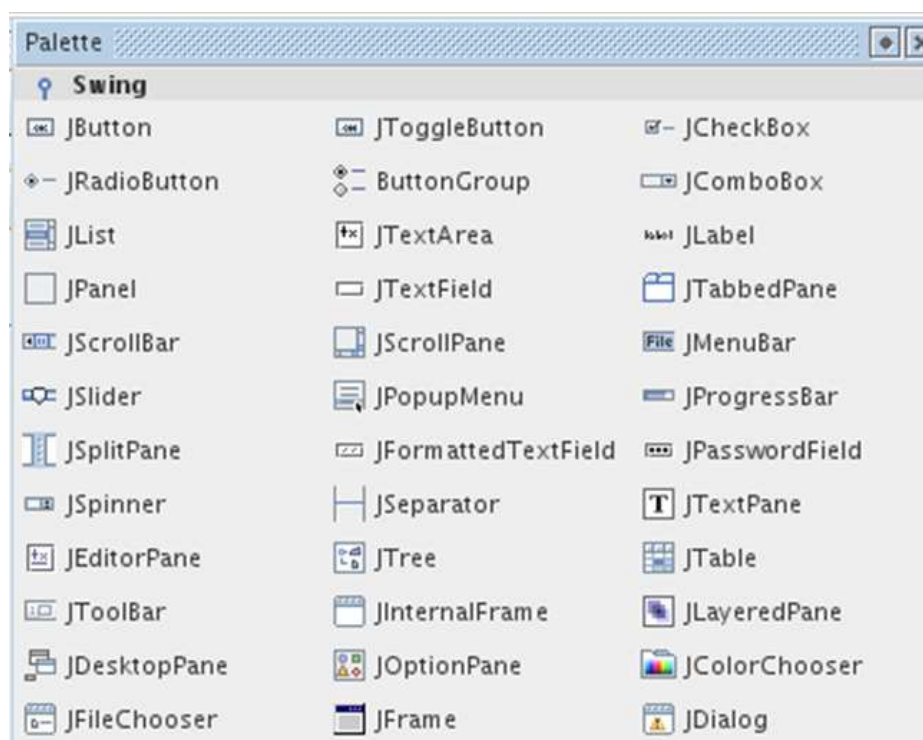 Palette
Swing
JButton JToggleButton JCheckBox
JRadioButton ButtonGroup JComboBox
JList JTextArea JLabel
JPanel JTextField JTabbedPane
JScrollBar JScrollPane File JMenuBar
JSlider JPopupMenu JProgressBar
JSplitPane JFormattedTextField JPasswordField
JSpinner JSeparator T JTextPane
JEditorPane JTree JTable
JToolBar JInternalFrame JLayeredPane
JDesktopPane JOptionPane JColorChooser
JFileChooser JFrame JDialog